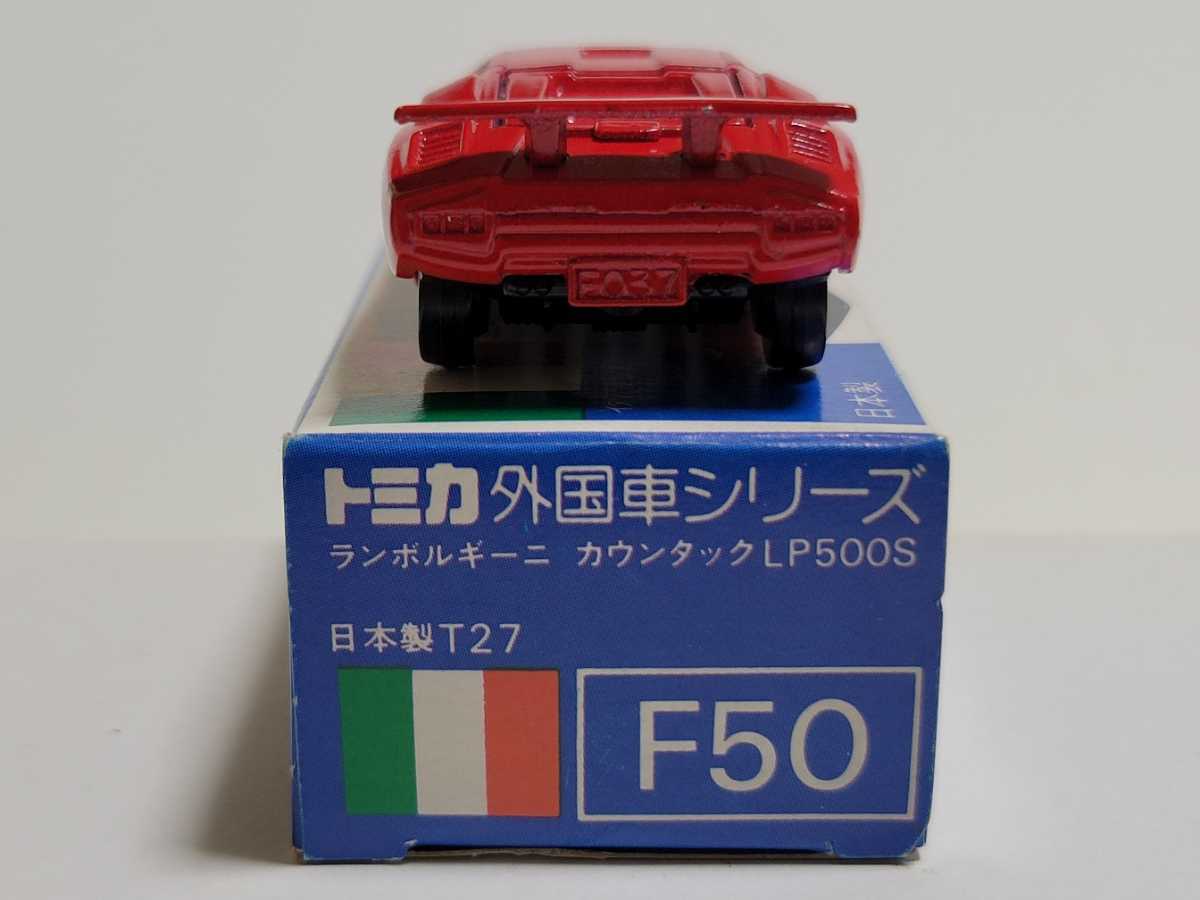 日本製
トミカ外国車シリーズ
ランボルギーニ カウンタックLP500S
日本製T27
F50